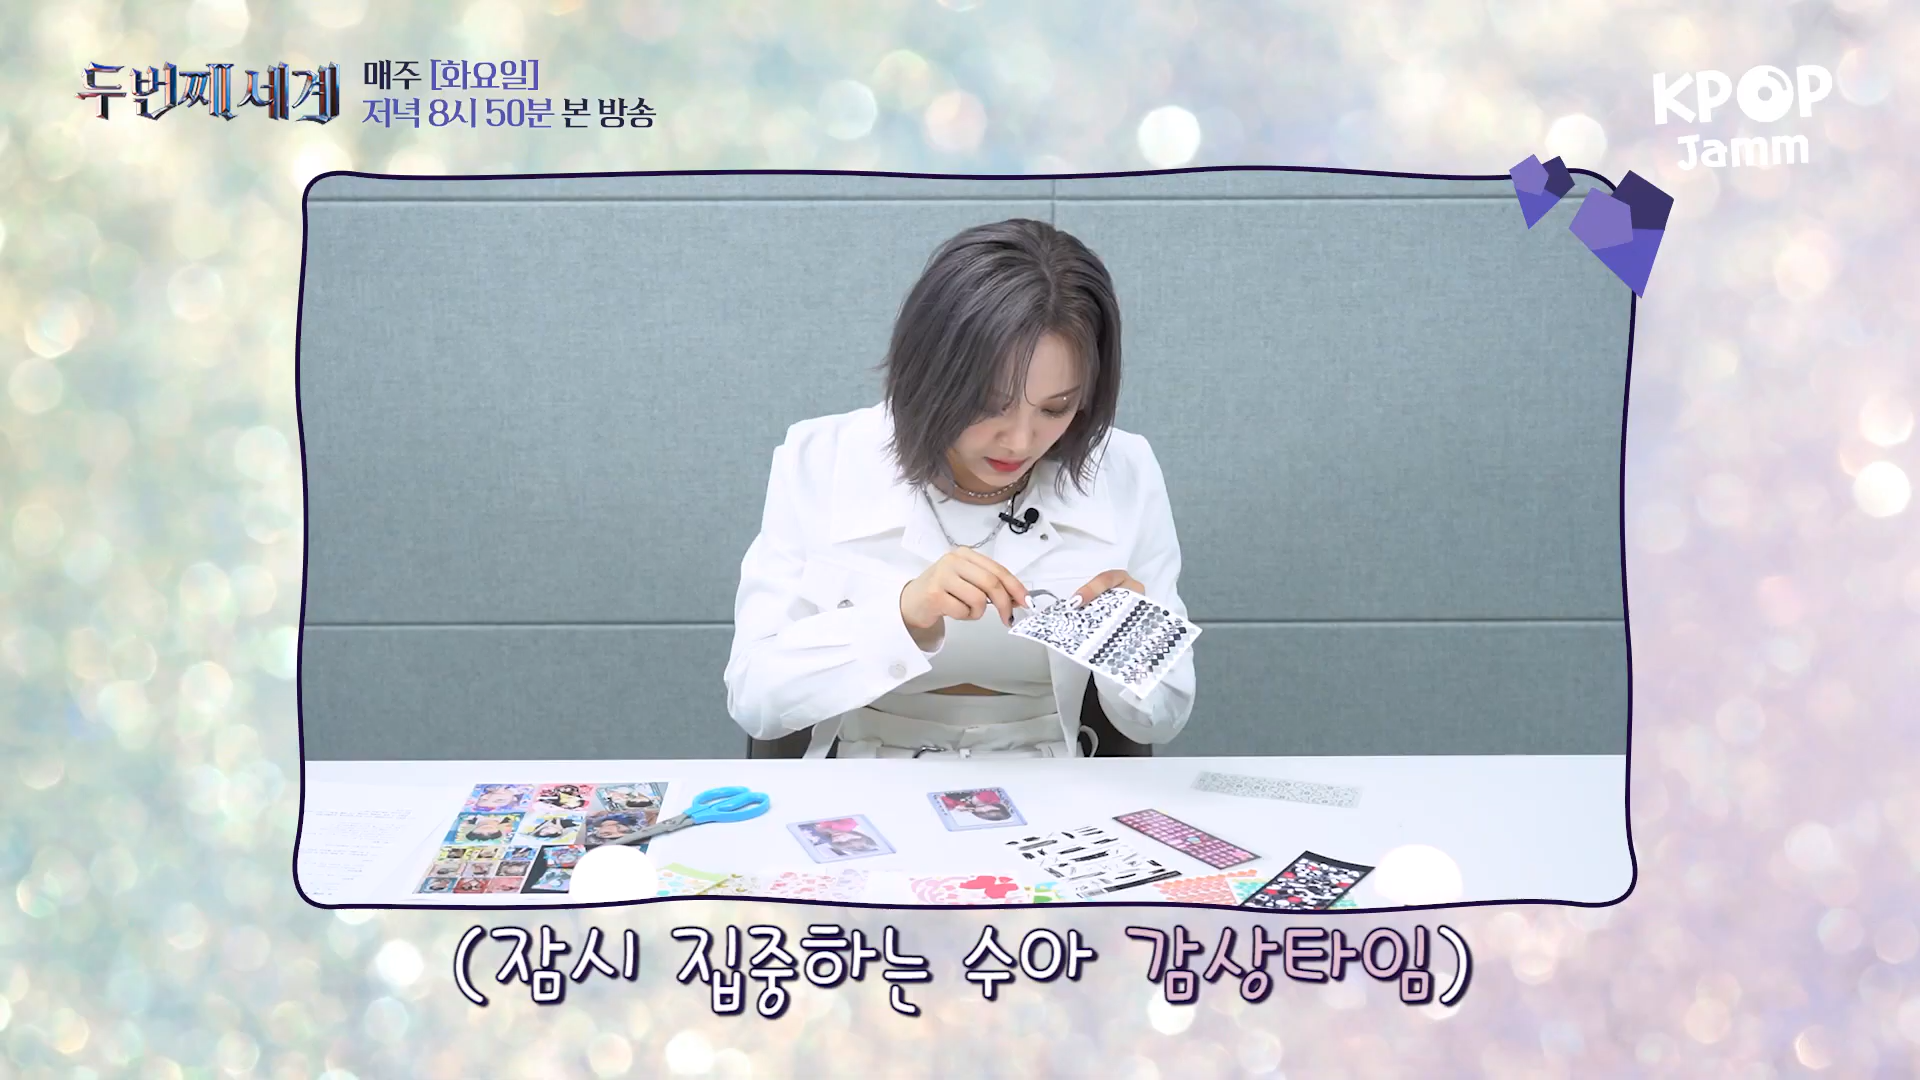 두번째 세계
매주 [화요일]
저녁 8시 50분 본 방송
KPOP
Jamm
(잠시 집중하는 수아 감상타임)